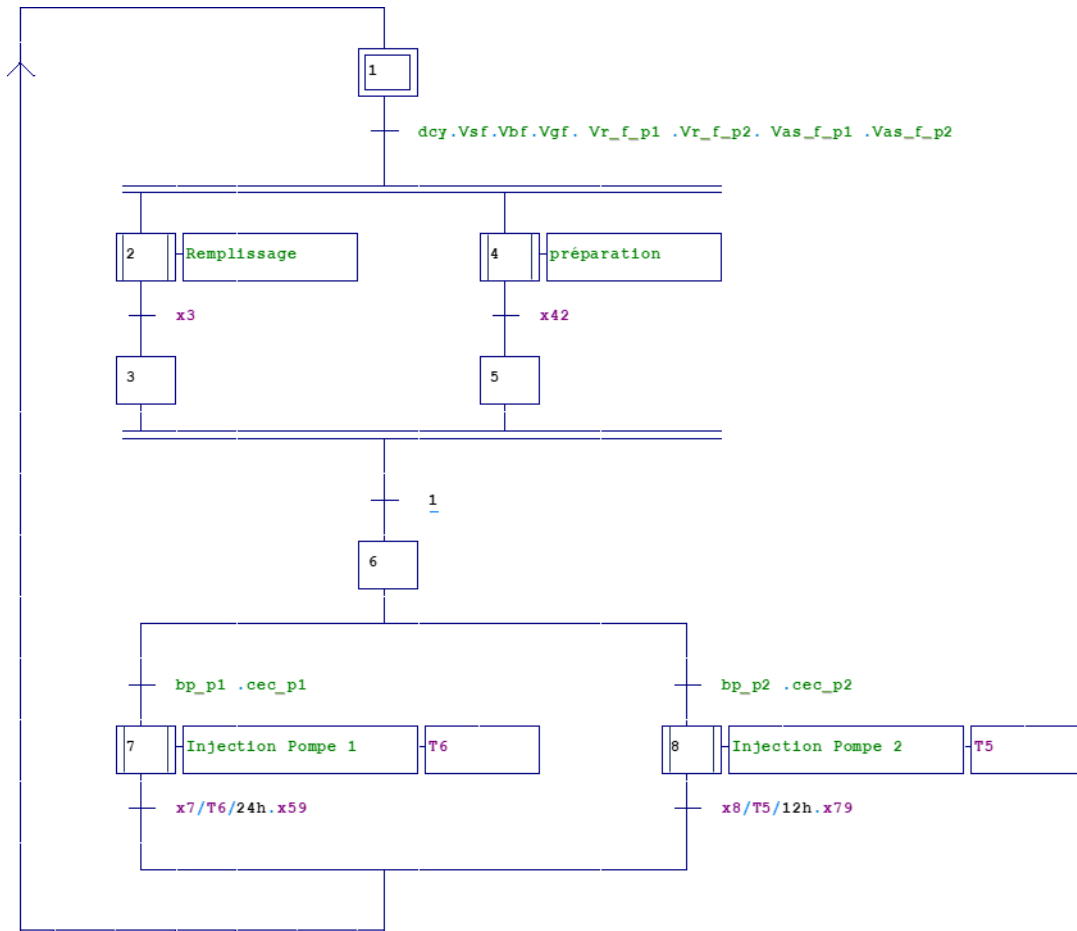 1
dcy.Vsf.Vbf.Vgf. Vr_f_p1 .Vr_f_p2. Vas_f_p1 .Vas_f_p2
2 Remplissage 4 préparation
x3 x42
3 5
1
6
bp_p1 .cec_p1 bp_p2 .cec_p2
7 Injection Pompe 1 T6 8 Injection Pompe 2 T5
x7/T6/24h.x59 x8/T5/12h.x79